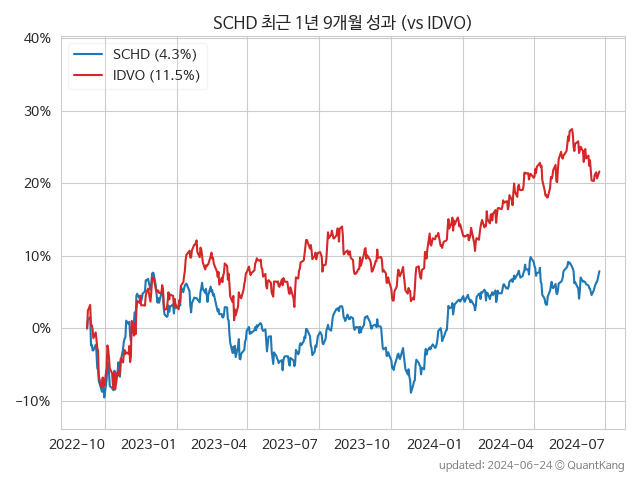 SCHD 최근 1년 9개월 성과 (vs IDVO)
SCHD (4.3%)
IDVO (11.5%)
40%
30%
20%
10%
0%
−10%
2022−10 2023−01 2023−04 2023−07 2023−10 2024−01 2024−04 2024−07
updated: 2024-06-24 © QuantKang